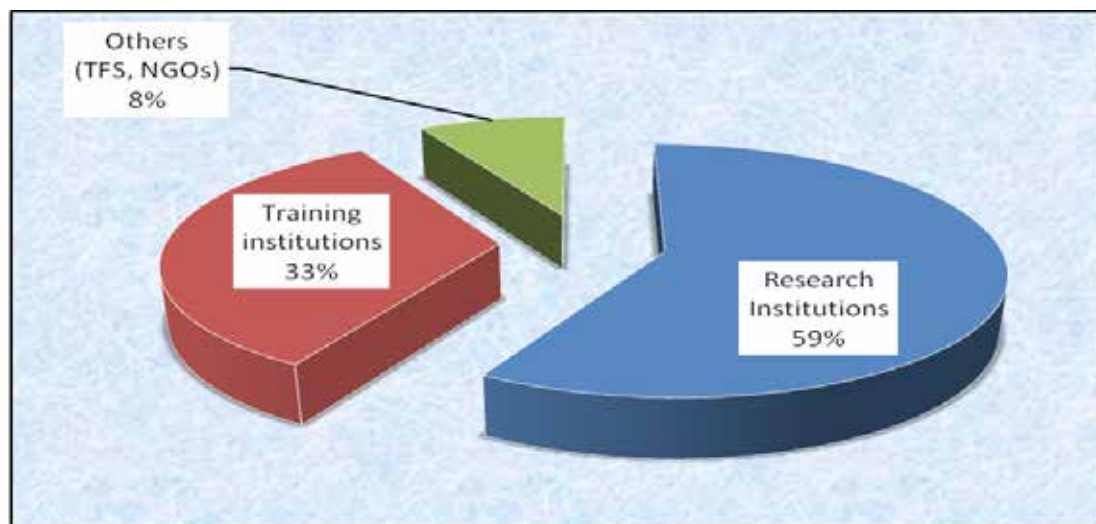 Others
(TFS, NGOs)
8%
Training
institutions
33%
Research
Institutions
59%